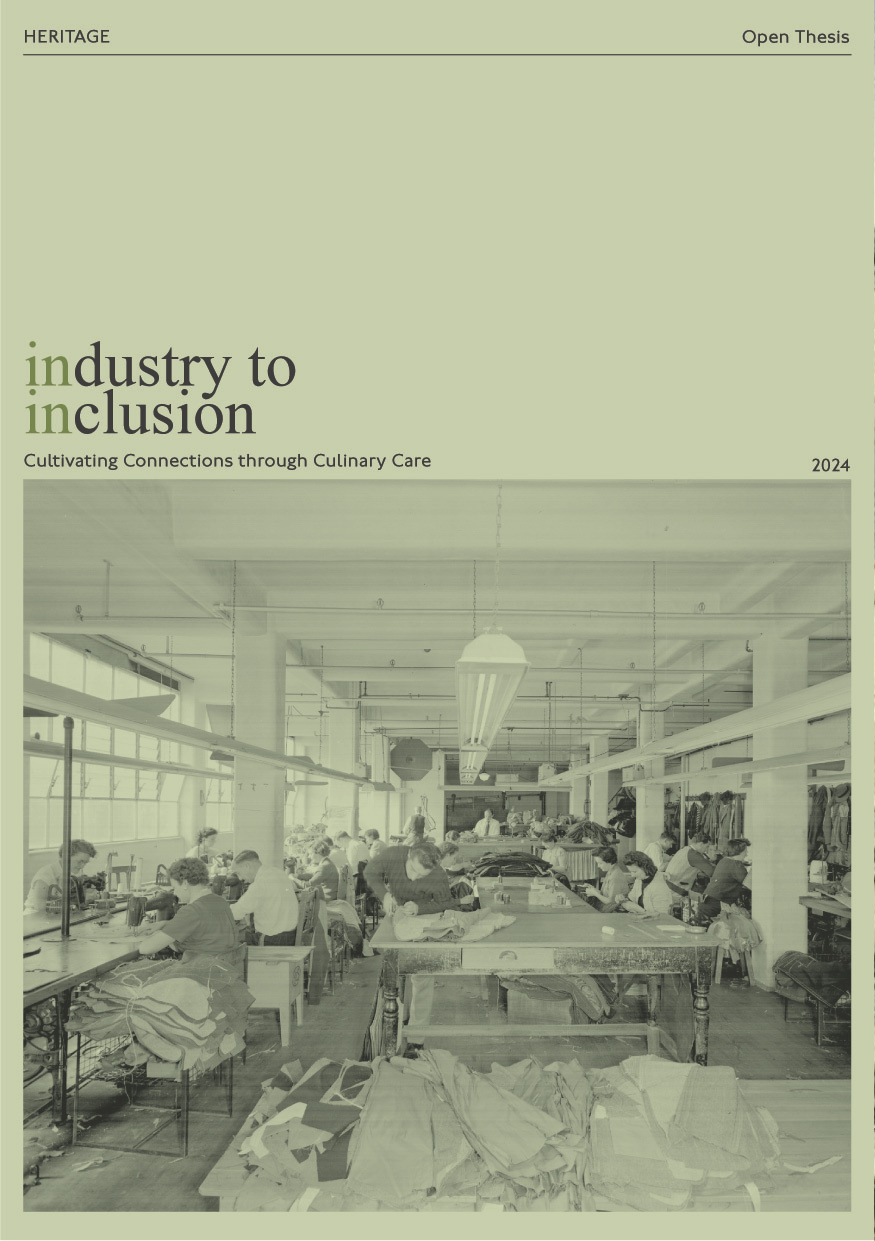 HERITAGE
Open Thesis
industry to
inclusion
Cultivating Connections through Culinary Care
2024